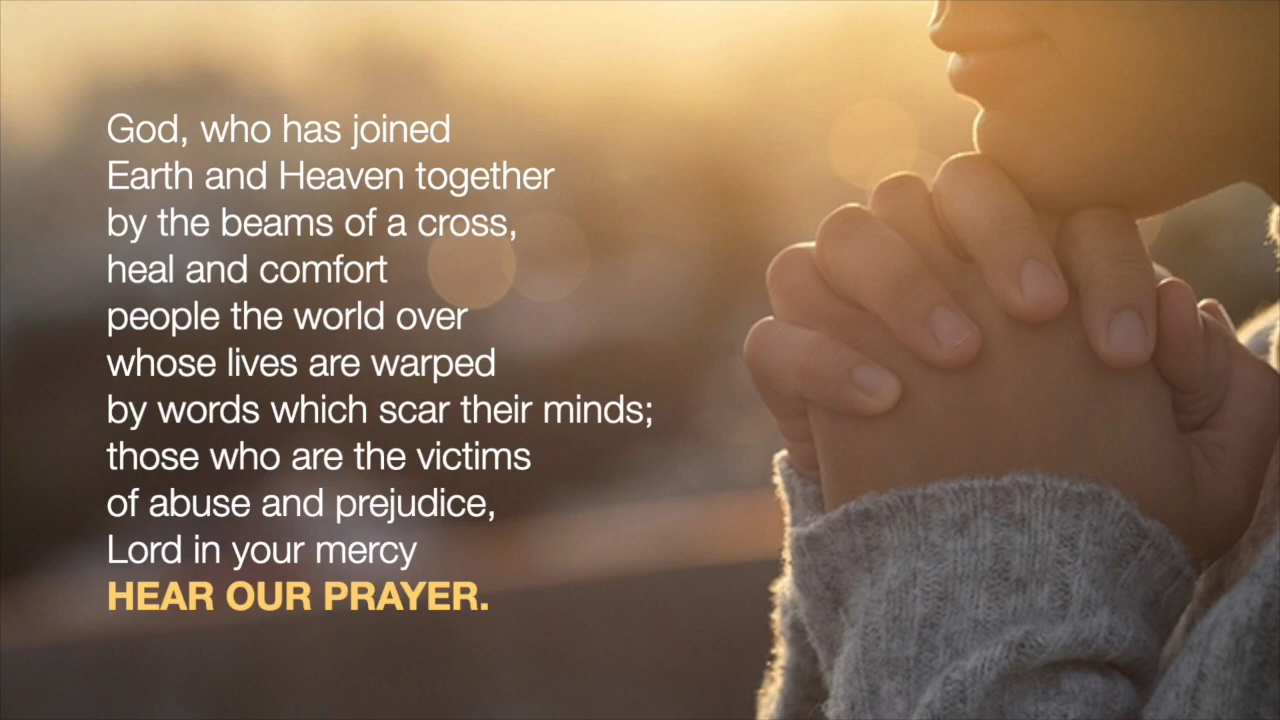 God, who has joined
Earth and Heaven together
by the beams of a cross,
heal and comfort
people the world over
whose lives are warped
by words which scar their minds;
those who are the victims
of abuse and prejudice,
Lord in your mercy
HEAR OUR PRAYER.